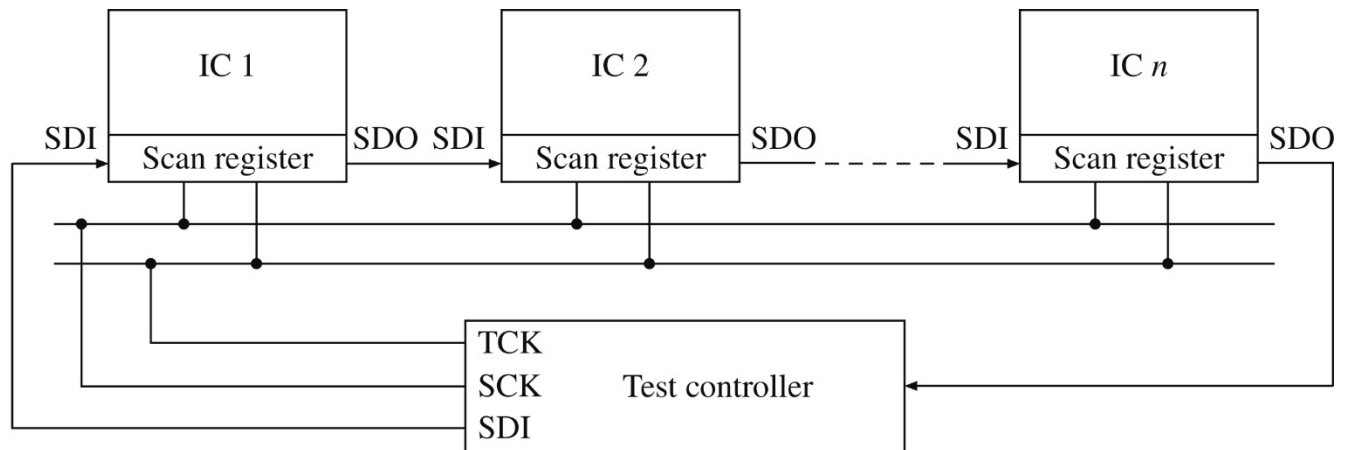 IC 1
IC 2
IC n
SDI
SDO
SDI
SDO
SDI
SDO
Scan register
Scan register
Scan register
TCK
SCK
Test controller
SDI